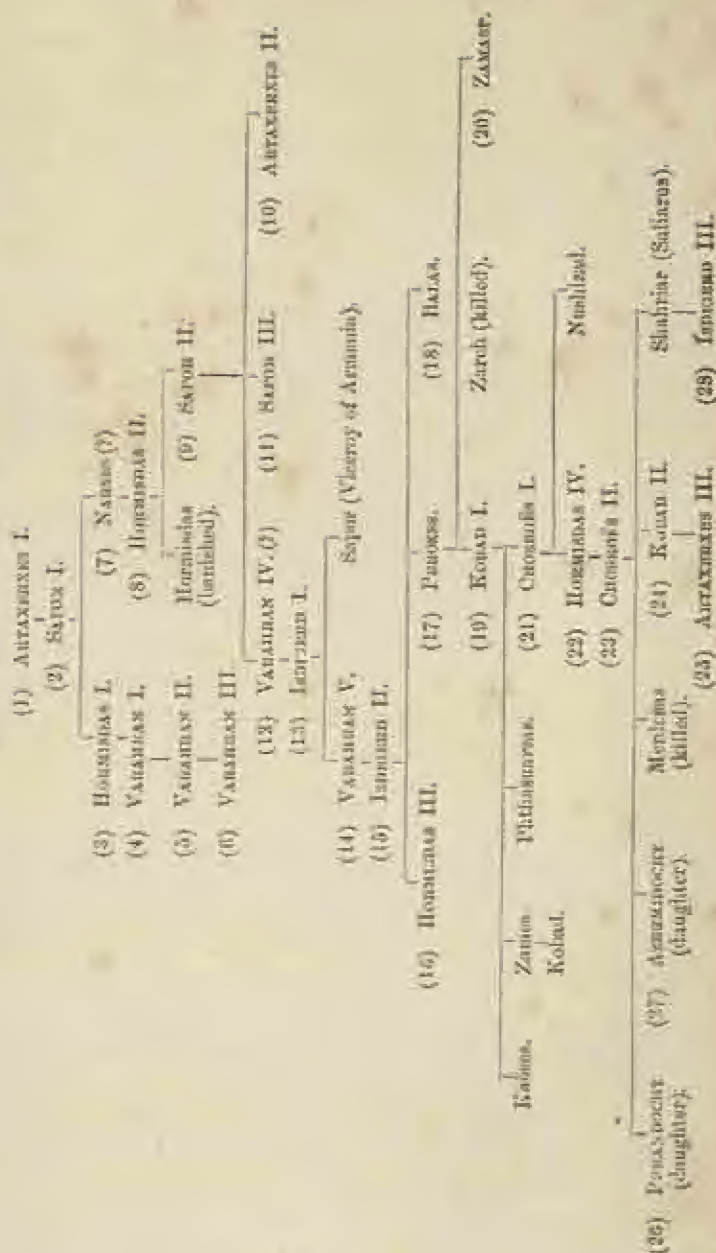 (1) ARTAXERXES I.
(2) SAPOR I.
(3) HORMISDAS I. (7) NARSES (?)
(4) VARAHRAN I. (8) HORMISDAS II.
(5) VARAHRAN II. Hormisdas (9) SAPOR II.
(banished).
(6) VARAHRAN III.
(12) VARAHRAN IV. (?) (11) SAPOR III. (10) ARTAXERXES II.
(13) ISDIGERD I.
(14) VARAHRAN V. Sapor (Viceroy of Armenia).
(15) ISDIGERD II.
(16) HORMISDAS III. (17) PEROZES. (18) BALAS.
(19) KOBAD I. Zareh (killed). (20) ZAMASP.
Kaöses. Zames. Phthasuarsas. (21) CHOSROËS I.
Kobad.
(22) HORMISDAS IV. Nushizad.
(23) CHOSROËS II.
(26) PURANDOCHT (27) AZERMIDOCHT Merdasas (24) KOBAD II. Shahriar (Saliarus).
(daughter). (daughter). (killed).
(25) ARTAXERXES III. (28) ISDIGERD III.